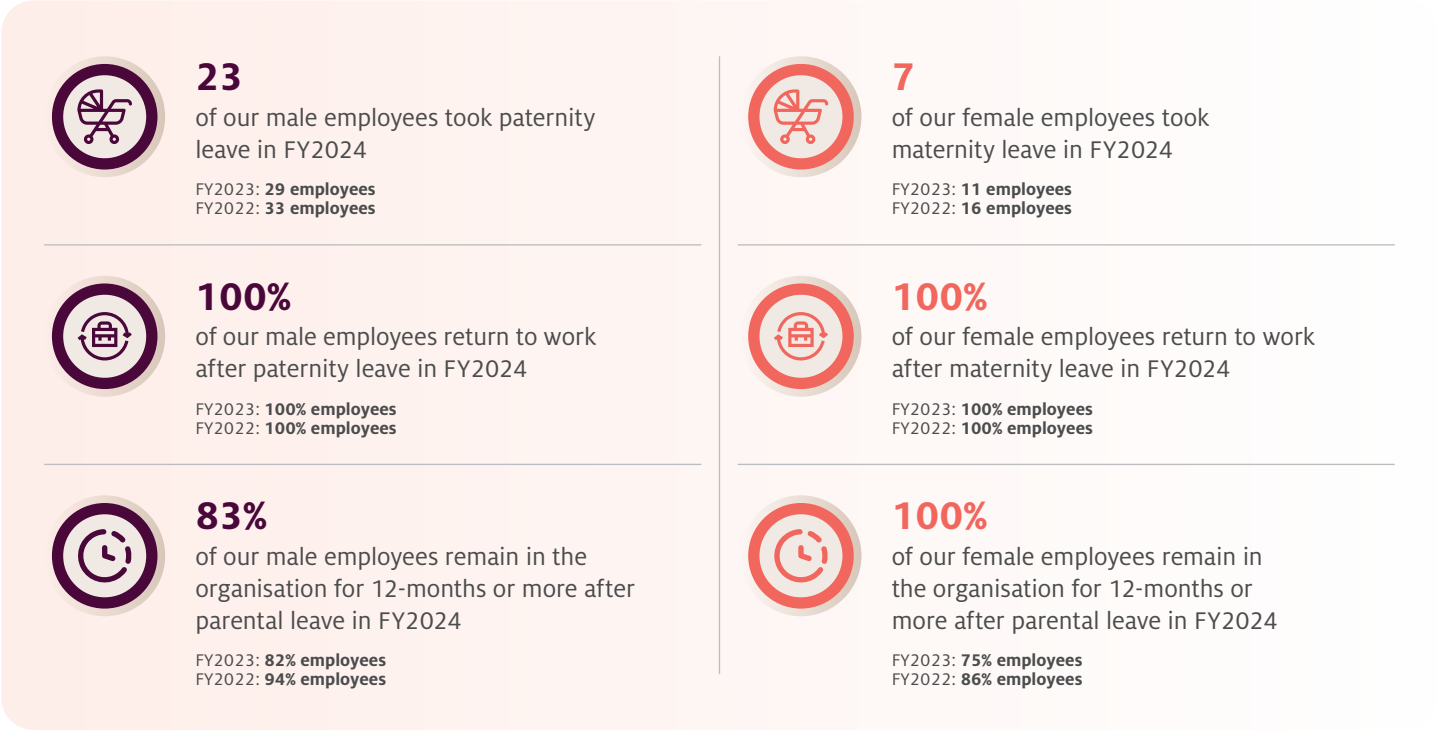 23
of our male employees took paternity
leave in FY2024
FY2023: 29 employees
FY2022: 33 employees
100%
of our male employees return to work
after paternity leave in FY2024
FY2023: 100% employees
FY2022: 100% employees
83%
of our male employees remain in the
organisation for 12-months or more after
parental leave in FY2024
FY2023: 82% employees
FY2022: 94% employees
7
of our female employees took
maternity leave in FY2024
FY2023: 11 employees
FY2022: 16 employees
100%
of our female employees return to work
after maternity leave in FY2024
FY2023: 100% employees
FY2022: 100% employees
100%
of our female employees remain in
the organisation for 12-months or
more after parental leave in FY2024
FY2023: 75% employees
FY2022: 86% employees